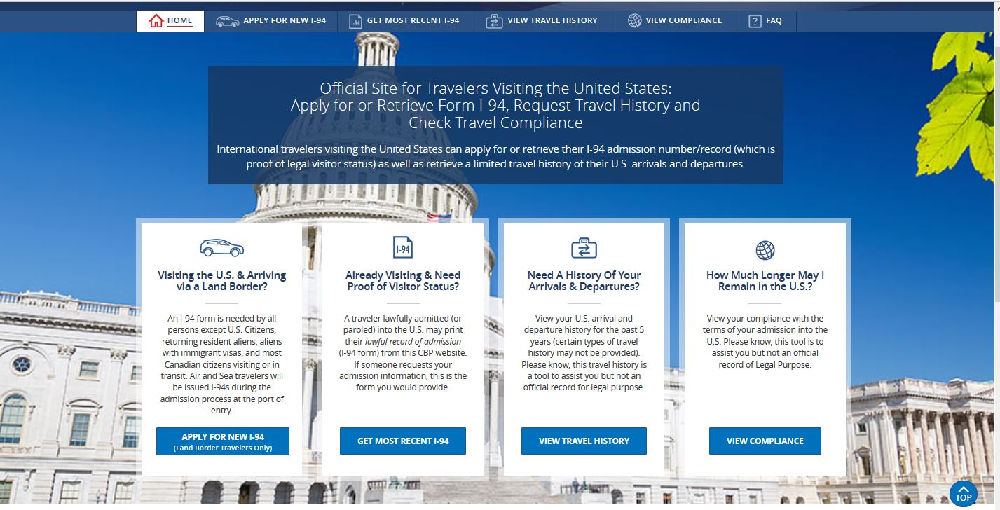 HOME
APPLY FOR NEW I-94
GET MOST RECENT I-94
VIEW TRAVEL HISTORY
VIEW COMPLIANCE
FAQ
Official Site for Travelers Visiting the United States:
Apply for or Retrieve Form I-94, Request Travel History and
Check Travel Compliance
International travelers visiting the United States can apply for or retrieve their I-94 admission number/record (which is
proof of legal visitor status) as well as retrieve a limited travel history of their U.S. arrivals and departures.
Visiting the U.S. & Arriving
via a Land Border?
An I-94 form is needed by all
persons except U.S. Citizens,
returning resident aliens, aliens
with immigrant visas, and most
Canadian citizens visiting or in
transit. Air and Sea travelers will
be issued I-94s during the
admission process at the port of
entry.
APPLY FOR NEW I-94
(Land Border Travelers Only)
I-94
Already Visiting & Need
Proof of Visitor Status?
A traveler lawfully admitted (or
paroled) into the U.S. may print
their lawful record of admission
(I-94 form) from this CBP website.
If someone requests your
admission information, this is the
form you would provide.
GET MOST RECENT I-94
Need A History Of Your
Arrivals & Departures?
View your U.S. arrival and
departure history for the past 5
years (certain types of travel
history may not be provided).
Please know, this travel history is
a tool to assist you but not an
official record for legal purpose.
VIEW TRAVEL HISTORY
How Much Longer May I
Remain in the U.S.?
View your compliance with the
terms of your admission into the
U.S. Please know, this tool is to
assist you but not an official
record of Legal Purpose.
VIEW COMPLIANCE
TOP